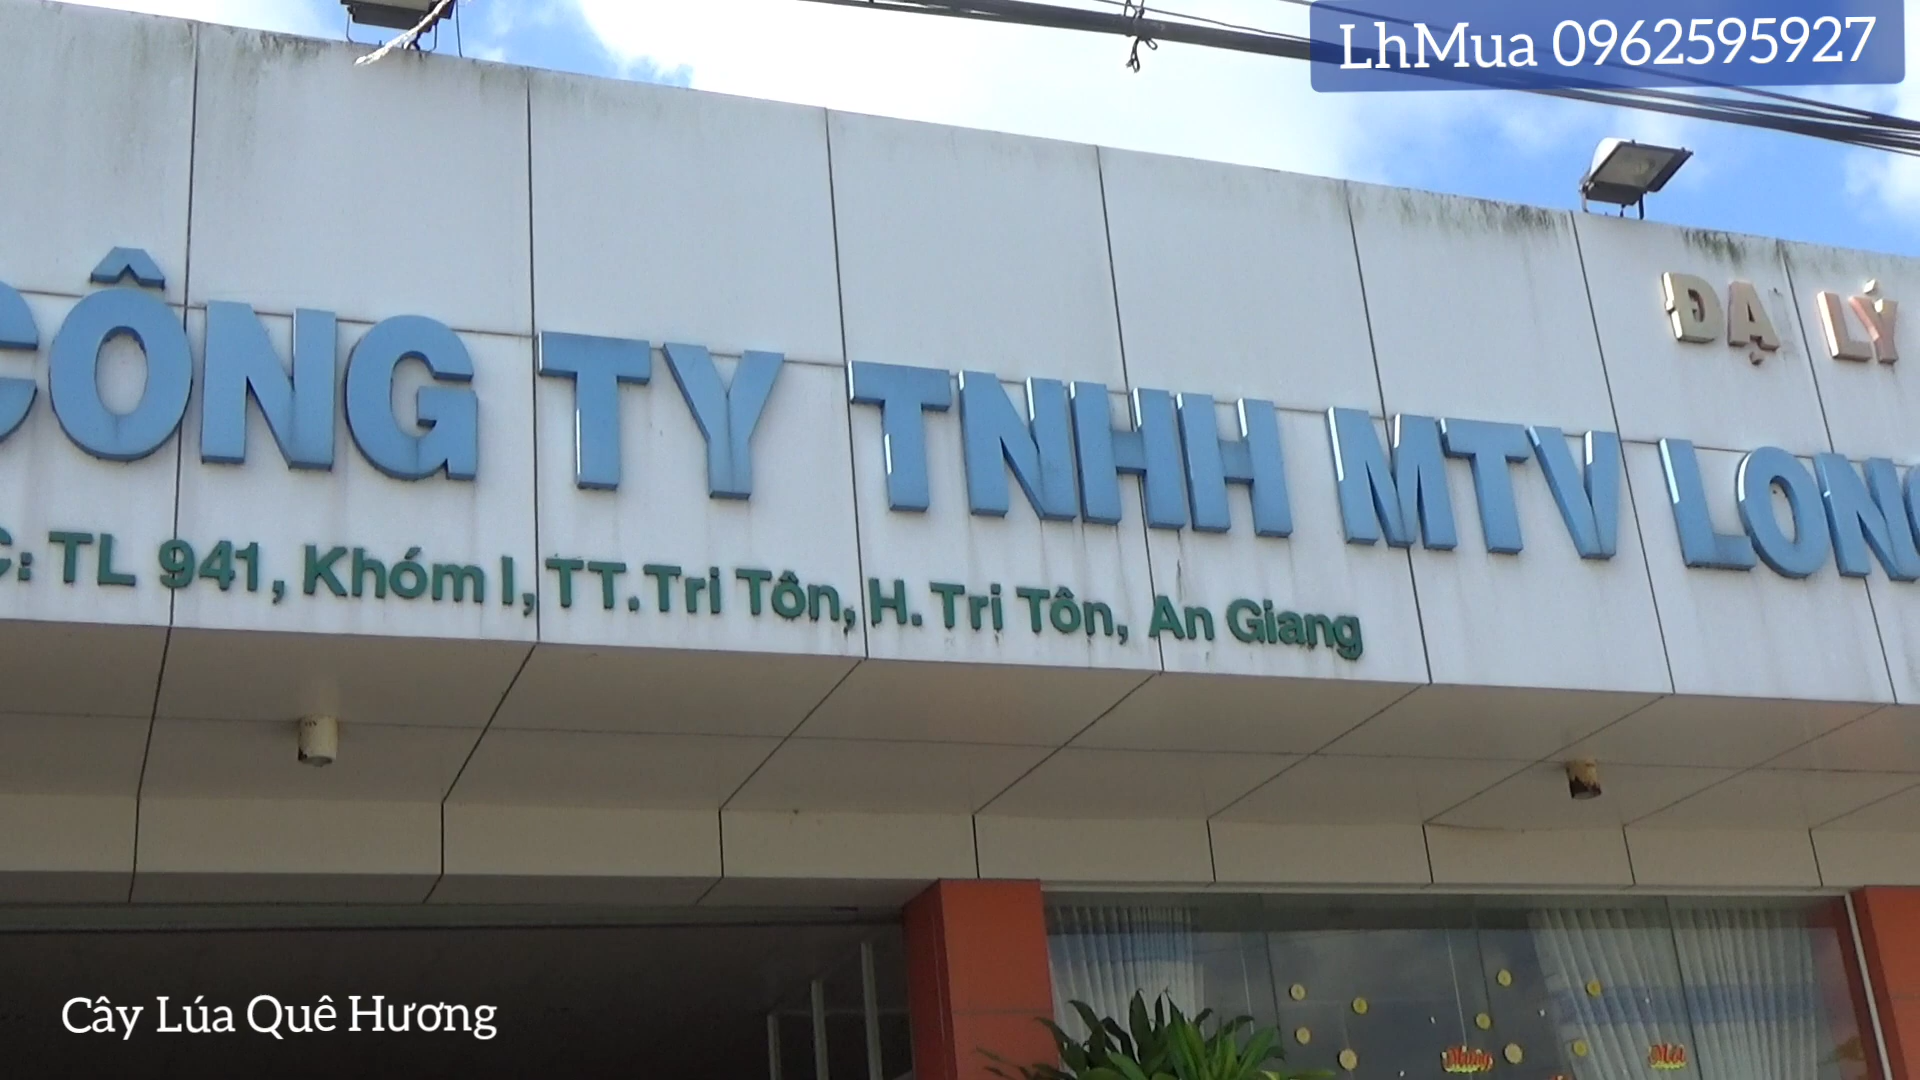 LhMua 0962595927
ĐẠI LÝ
CÔNG TY TNHH MTV LONG
ĐC: TL 941, Khóm I, TT.Tri Tôn, H. Tri Tôn, An Giang
Cây Lúa Quê Hương